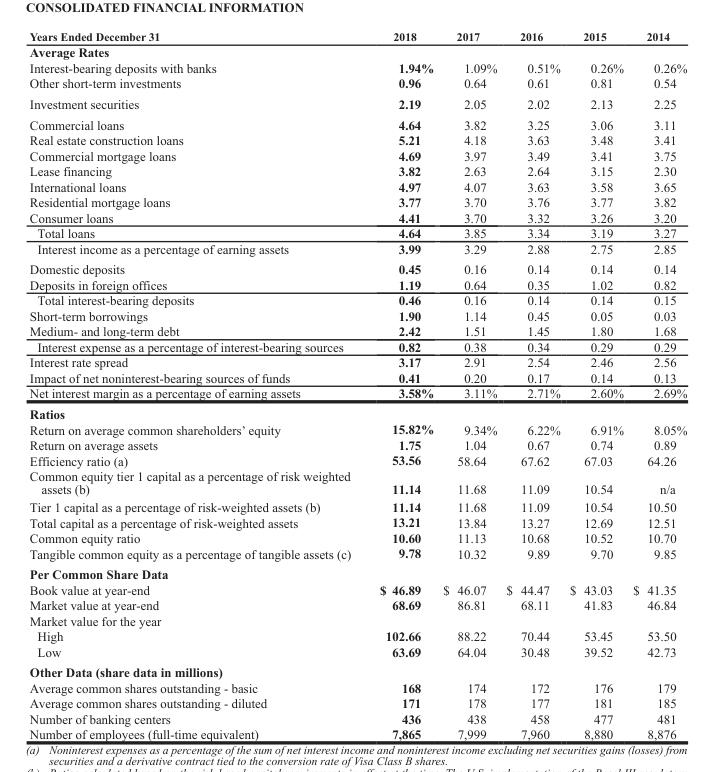 CONSOLIDATED FINANCIAL INFORMATION
Years Ended December 31 2018 2017 2016 2015 2014
Average Rates
Interest-bearing deposits with banks 1.94% 1.09% 0.51% 0.26% 0.26%
Other short-term investments 0.96 0.64 0.61 0.81 0.54
Investment securities 2.19 2.05 2.02 2.13 2.25
Commercial loans 4.64 3.82 3.25 3.06 3.11
Real estate construction loans 5.21 4.18 3.63 3.48 3.41
Commercial mortgage loans 4.69 3.97 3.49 3.41 3.75
Lease financing 3.82 2.63 2.64 3.15 2.30
International loans 4.97 4.07 3.63 3.58 3.65
Residential mortgage loans 3.77 3.70 3.76 3.77 3.82
Consumer loans 4.41 3.70 3.32 3.26 3.20
Total loans 4.64 3.85 3.34 3.19 3.27
Interest income as a percentage of earning assets 3.99 3.29 2.88 2.75 2.85
Domestic deposits 0.45 0.16 0.14 0.14 0.14
Deposits in foreign offices 1.19 0.64 0.35 1.02 0.82
Total interest-bearing deposits 0.46 0.16 0.14 0.14 0.15
Short-term borrowings 1.90 1.14 0.45 0.05 0.03
Medium- and long-term debt 2.42 1.51 1.45 1.80 1.68
Interest expense as a percentage of interest-bearing sources 0.82 0.38 0.34 0.29 0.29
Interest rate spread 3.17 2.91 2.54 2.46 2.56
Impact of net noninterest-bearing sources of funds 0.41 0.20 0.17 0.14 0.13
Net interest margin as a percentage of earning assets 3.58% 3.11% 2.71% 2.60% 2.69%
Ratios
Return on average common shareholders' equity 15.82% 9.34% 6.22% 6.91% 8.05%
Return on average assets 1.75 1.04 0.67 0.74 0.89
Efficiency ratio (a) 53.56 58.64 67.62 67.03 64.26
Common equity tier 1 capital as a percentage of risk weighted
assets (b) 11.14 11.68 11.09 10.54 n/a
Tier 1 capital as a percentage of risk-weighted assets (b) 11.14 11.68 11.09 10.54 10.50
Total capital as a percentage of risk-weighted assets 13.21 13.84 13.27 12.69 12.51
Common equity ratio 10.60 11.13 10.68 10.52 10.70
Tangible common equity as a percentage of tangible assets (c) 9.78 10.32 9.89 9.70 9.85
Per Common Share Data
Book value at year-end $ 46.89 $ 46.07 $ 44.47 $ 43.03 $ 41.35
Market value at year-end 68.69 86.81 68.11 41.83 46.84
Market value for the year
High 102.66 88.22 70.44 53.45 53.50
Low 63.69 64.04 30.48 39.52 42.73
Other Data (share data in millions)
Average common shares outstanding - basic 168 174 172 176 179
Average common shares outstanding - diluted 171 178 177 181 185
Number of banking centers 436 438 458 477 481
Number of employees (full-time equivalent) 7,865 7,999 7,960 8,880 8,876
(a) Noninterest expenses as a percentage of the sum of net interest income and noninterest income excluding net securities gains (losses) from
securities and a derivative contract tied to the conversion rate of Visa Class B shares.